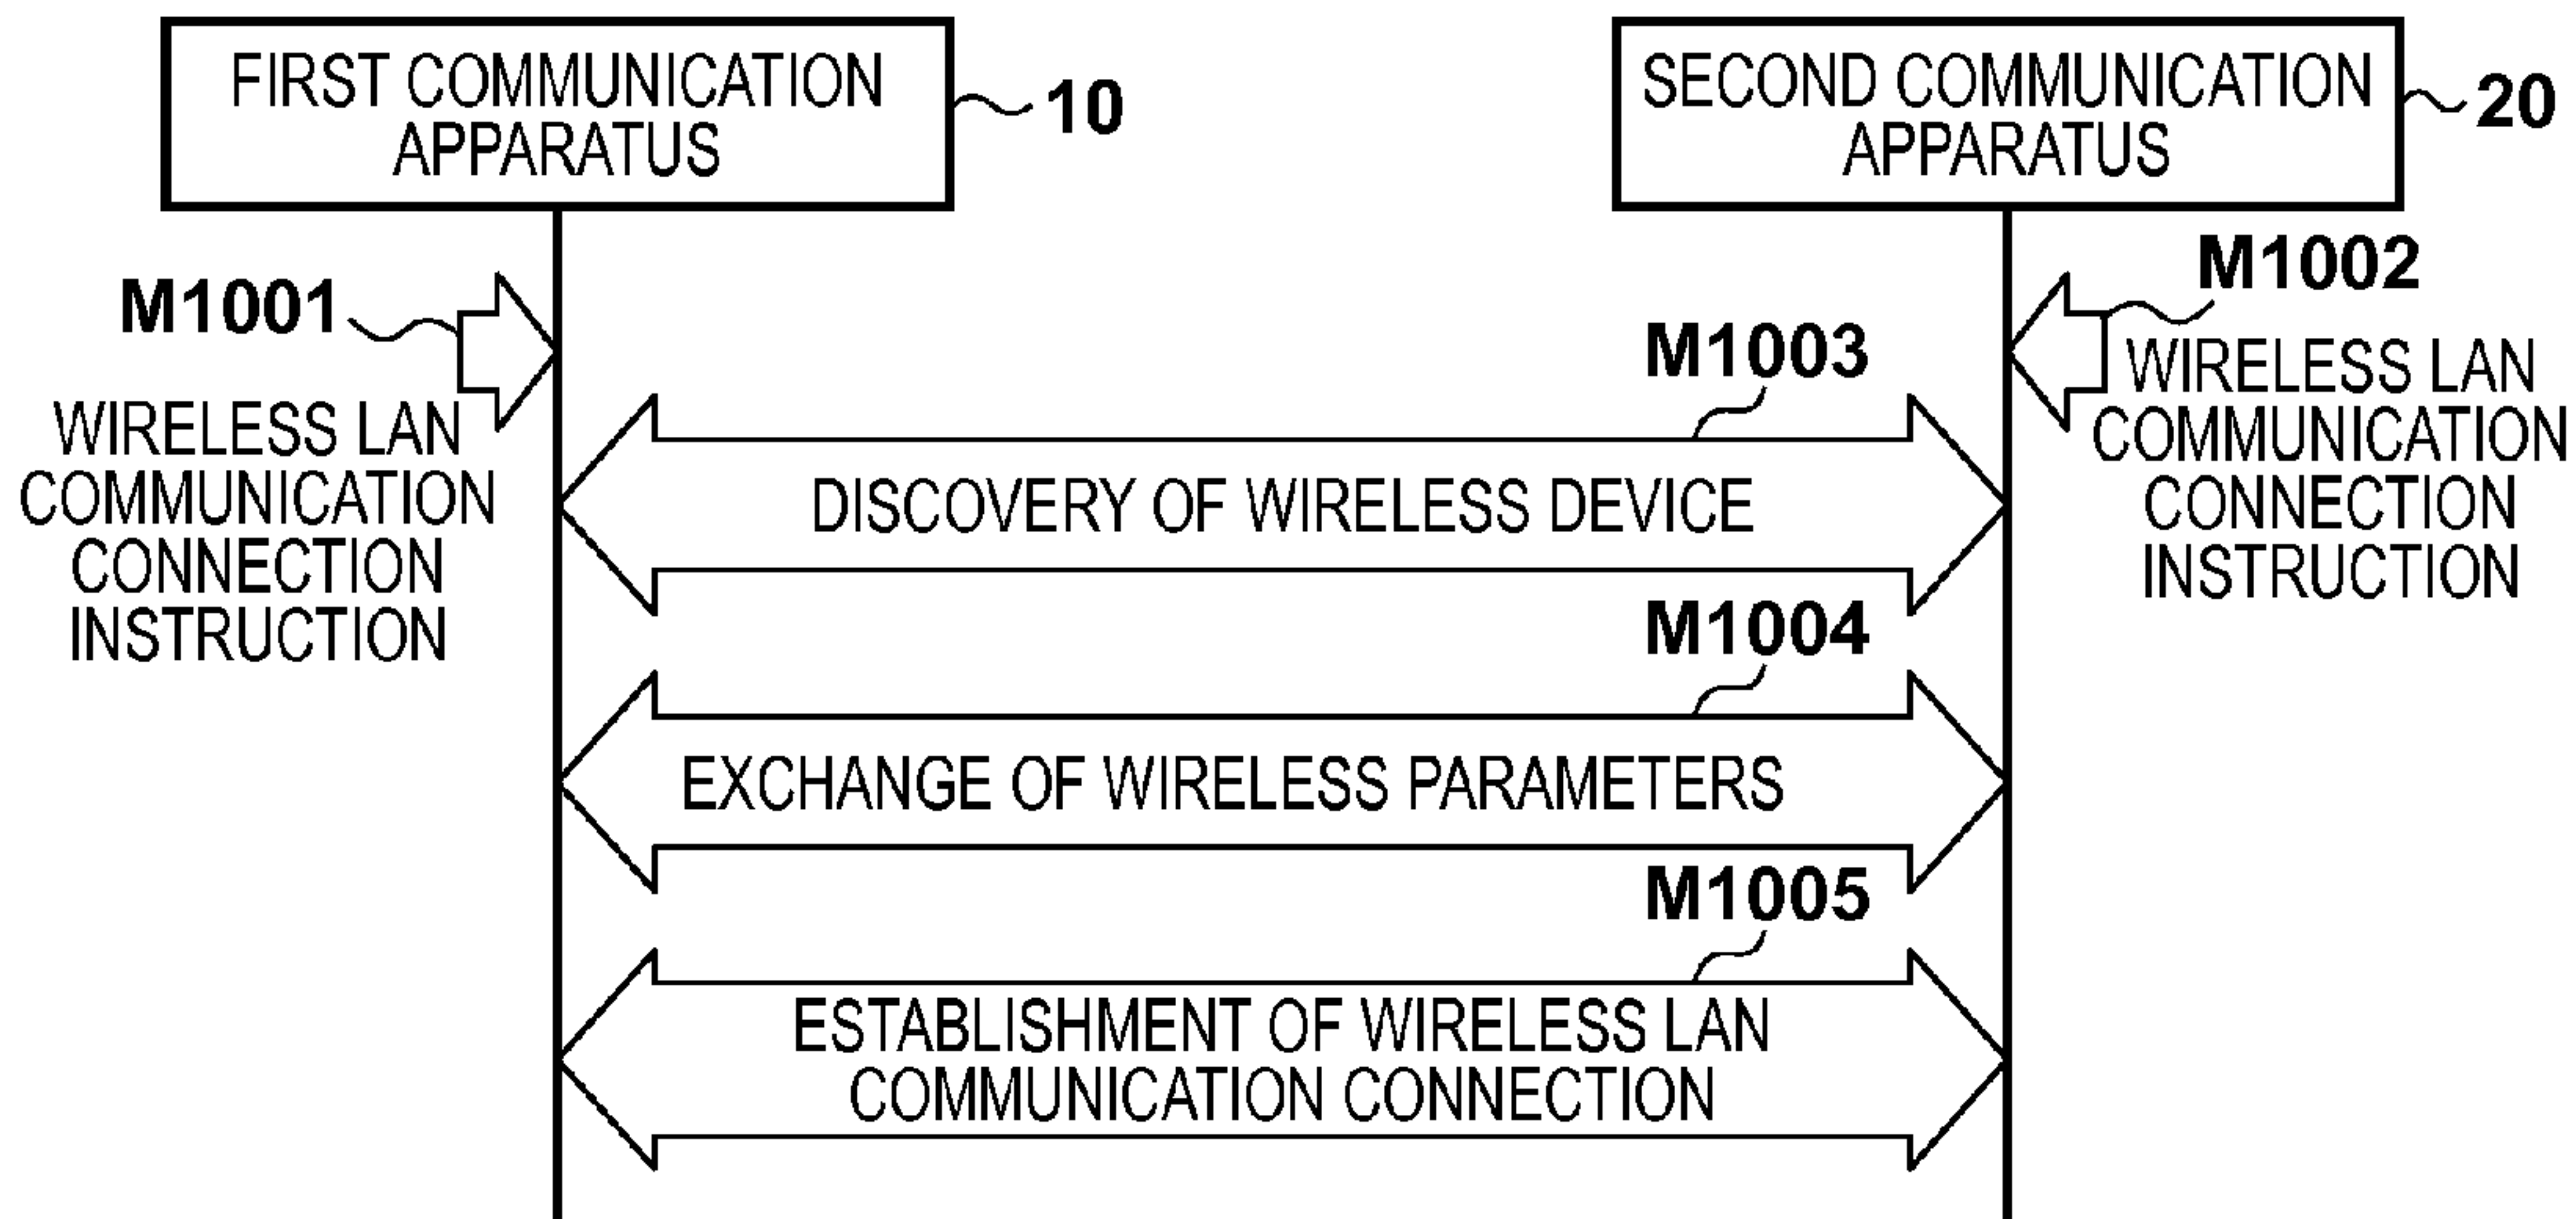 FIRST COMMUNICATION
APPARATUS
10
SECOND COMMUNICATION
APPARATUS
20
M1001
WIRELESS LAN
COMMUNICATION
CONNECTION
INSTRUCTION
M1002
WIRELESS LAN
COMMUNICATION
CONNECTION
INSTRUCTION
M1003
DISCOVERY OF WIRELESS DEVICE
M1004
EXCHANGE OF WIRELESS PARAMETERS
M1005
ESTABLISHMENT OF WIRELESS LAN
COMMUNICATION CONNECTION